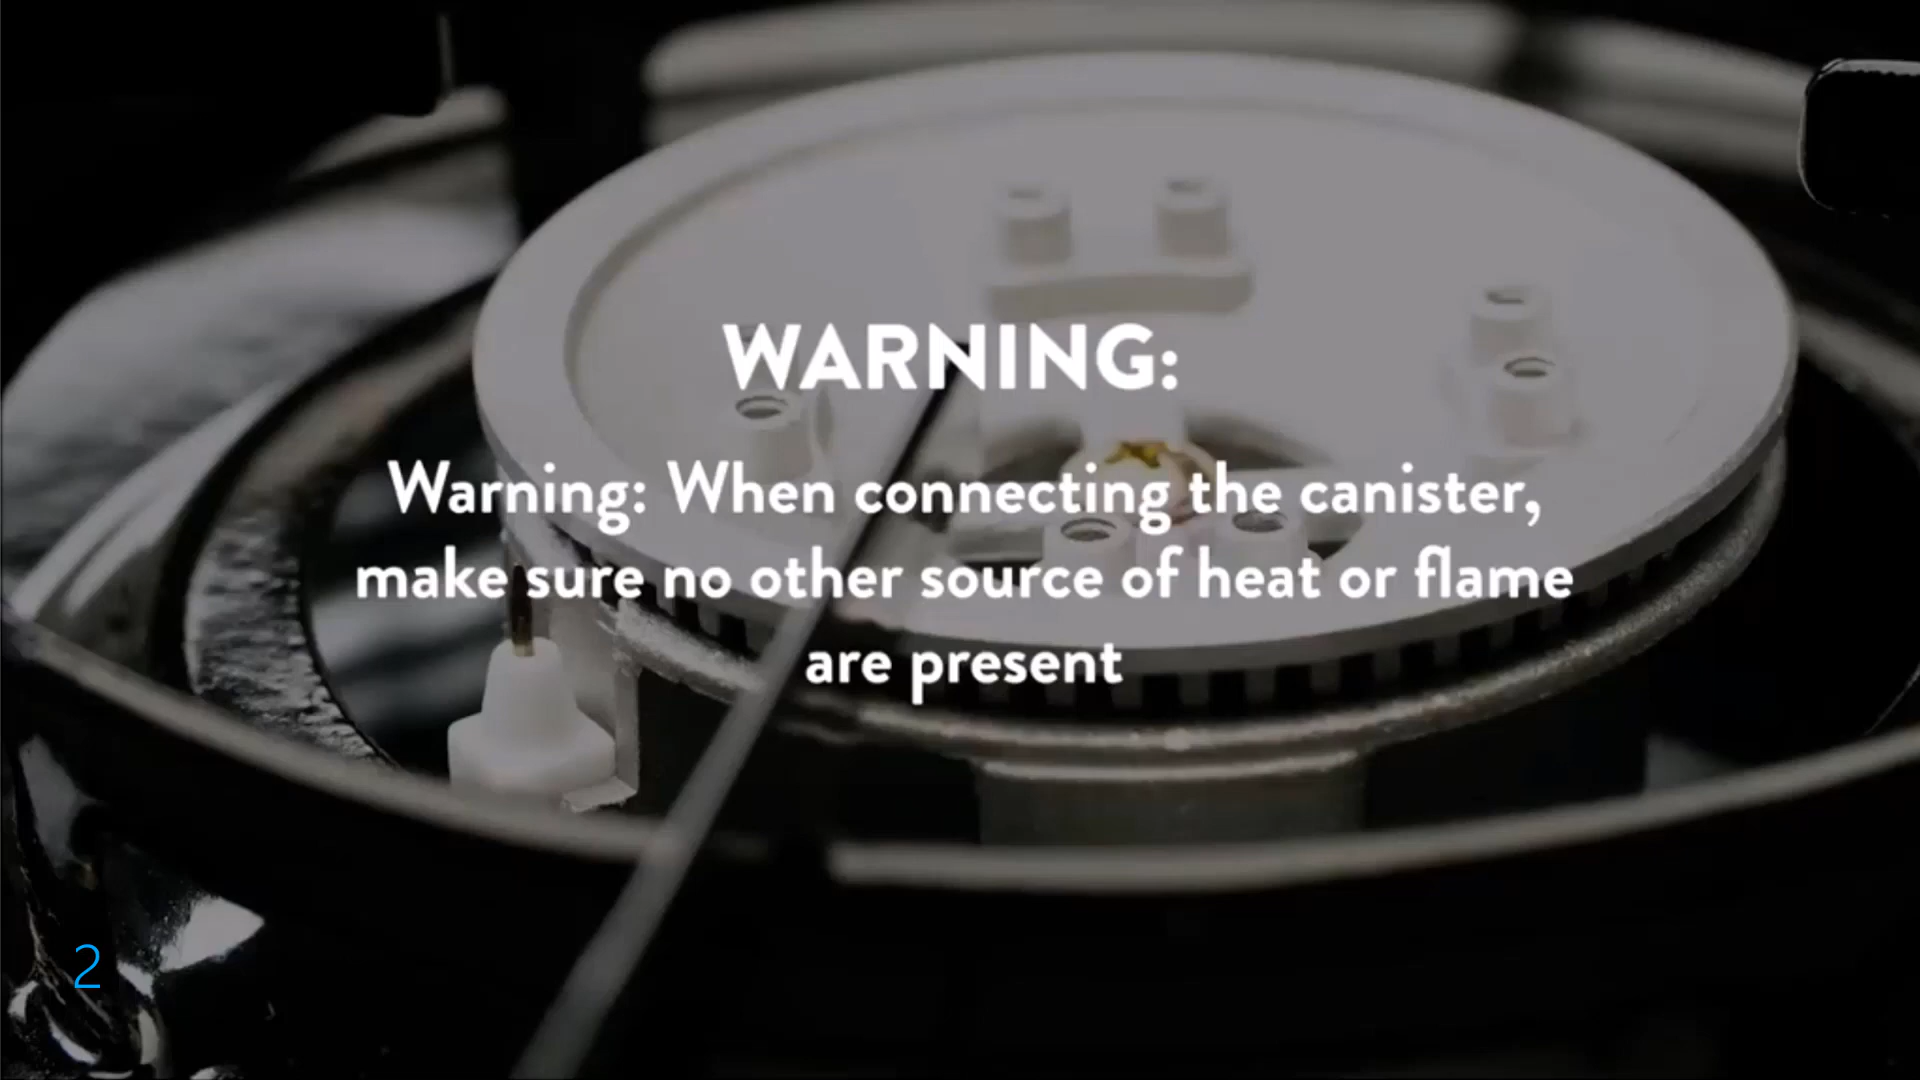 WARNING:
Warning: When connecting the canister,
make sure no other source of heat or flame
are present
2